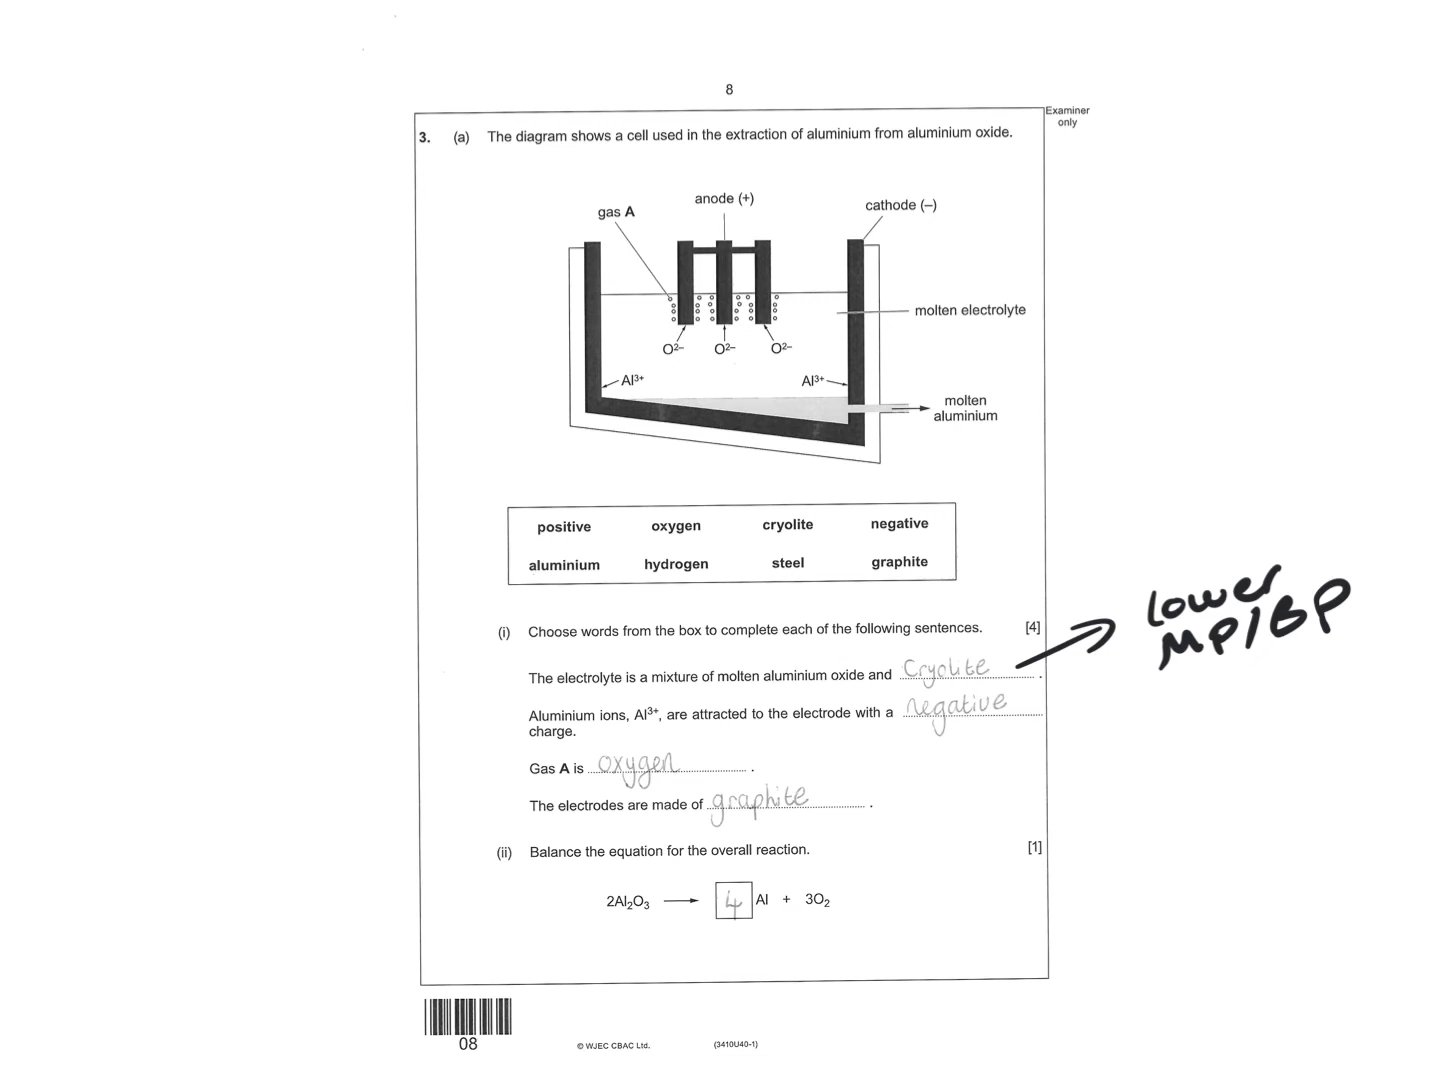 8
Examiner
only
3. (a) The diagram shows a cell used in the extraction of aluminium from aluminium oxide.
anode (+)
cathode (–)
gas A
molten electrolyte
O²⁻ O²⁻ O²⁻
Al³⁺ Al³⁺
molten
aluminium
positive oxygen cryolite negative
aluminium hydrogen steel graphite
(i) Choose words from the box to complete each of the following sentences. [4]
lower
MP/BP
The electrolyte is a mixture of molten aluminium oxide and Cryolite .
Aluminium ions, Al³⁺, are attracted to the electrode with a negative
charge.
Gas A is oxygen .
The electrodes are made of graphite .
(ii) Balance the equation for the overall reaction. [1]
2Al₂O₃ ⟶ 4 Al + 3O₂
08
© WJEC CBAC Ltd. (3410U40-1)